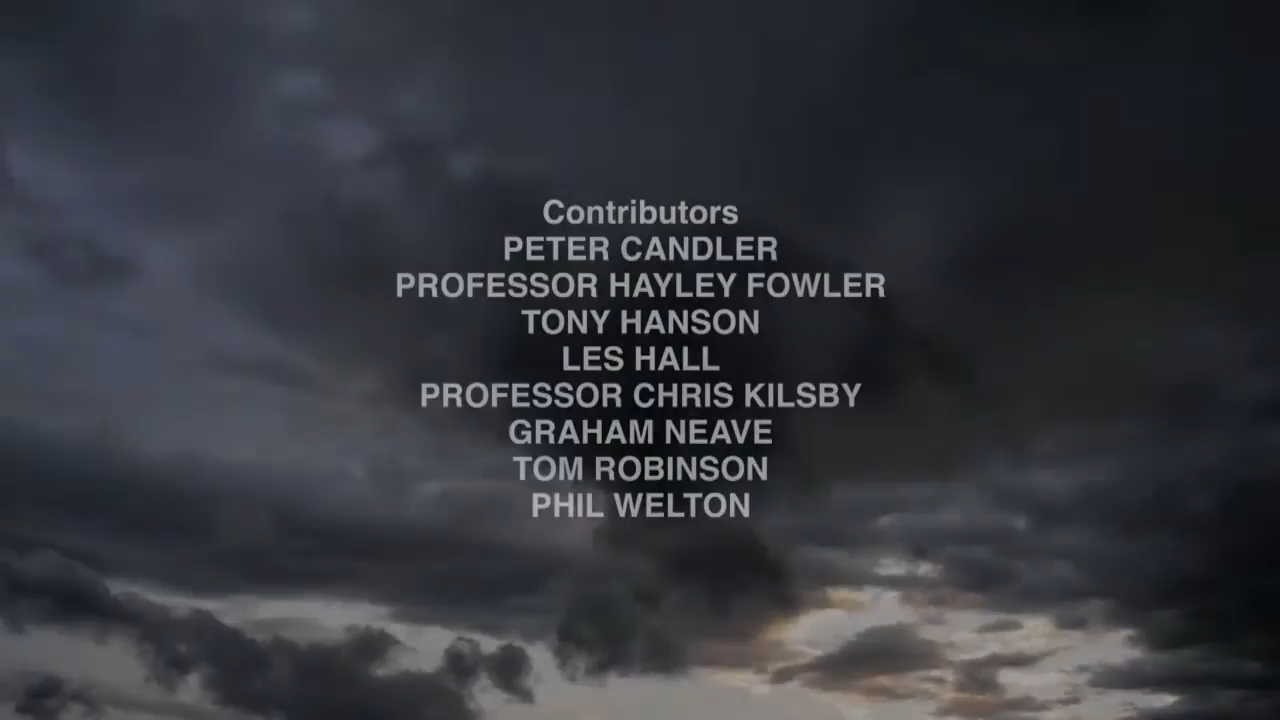 Contributors
PETER CANDLER
PROFESSOR HAYLEY FOWLER
TONY HANSON
LES HALL
PROFESSOR CHRIS KILSBY
GRAHAM NEAVE
TOM ROBINSON
PHIL WELTON